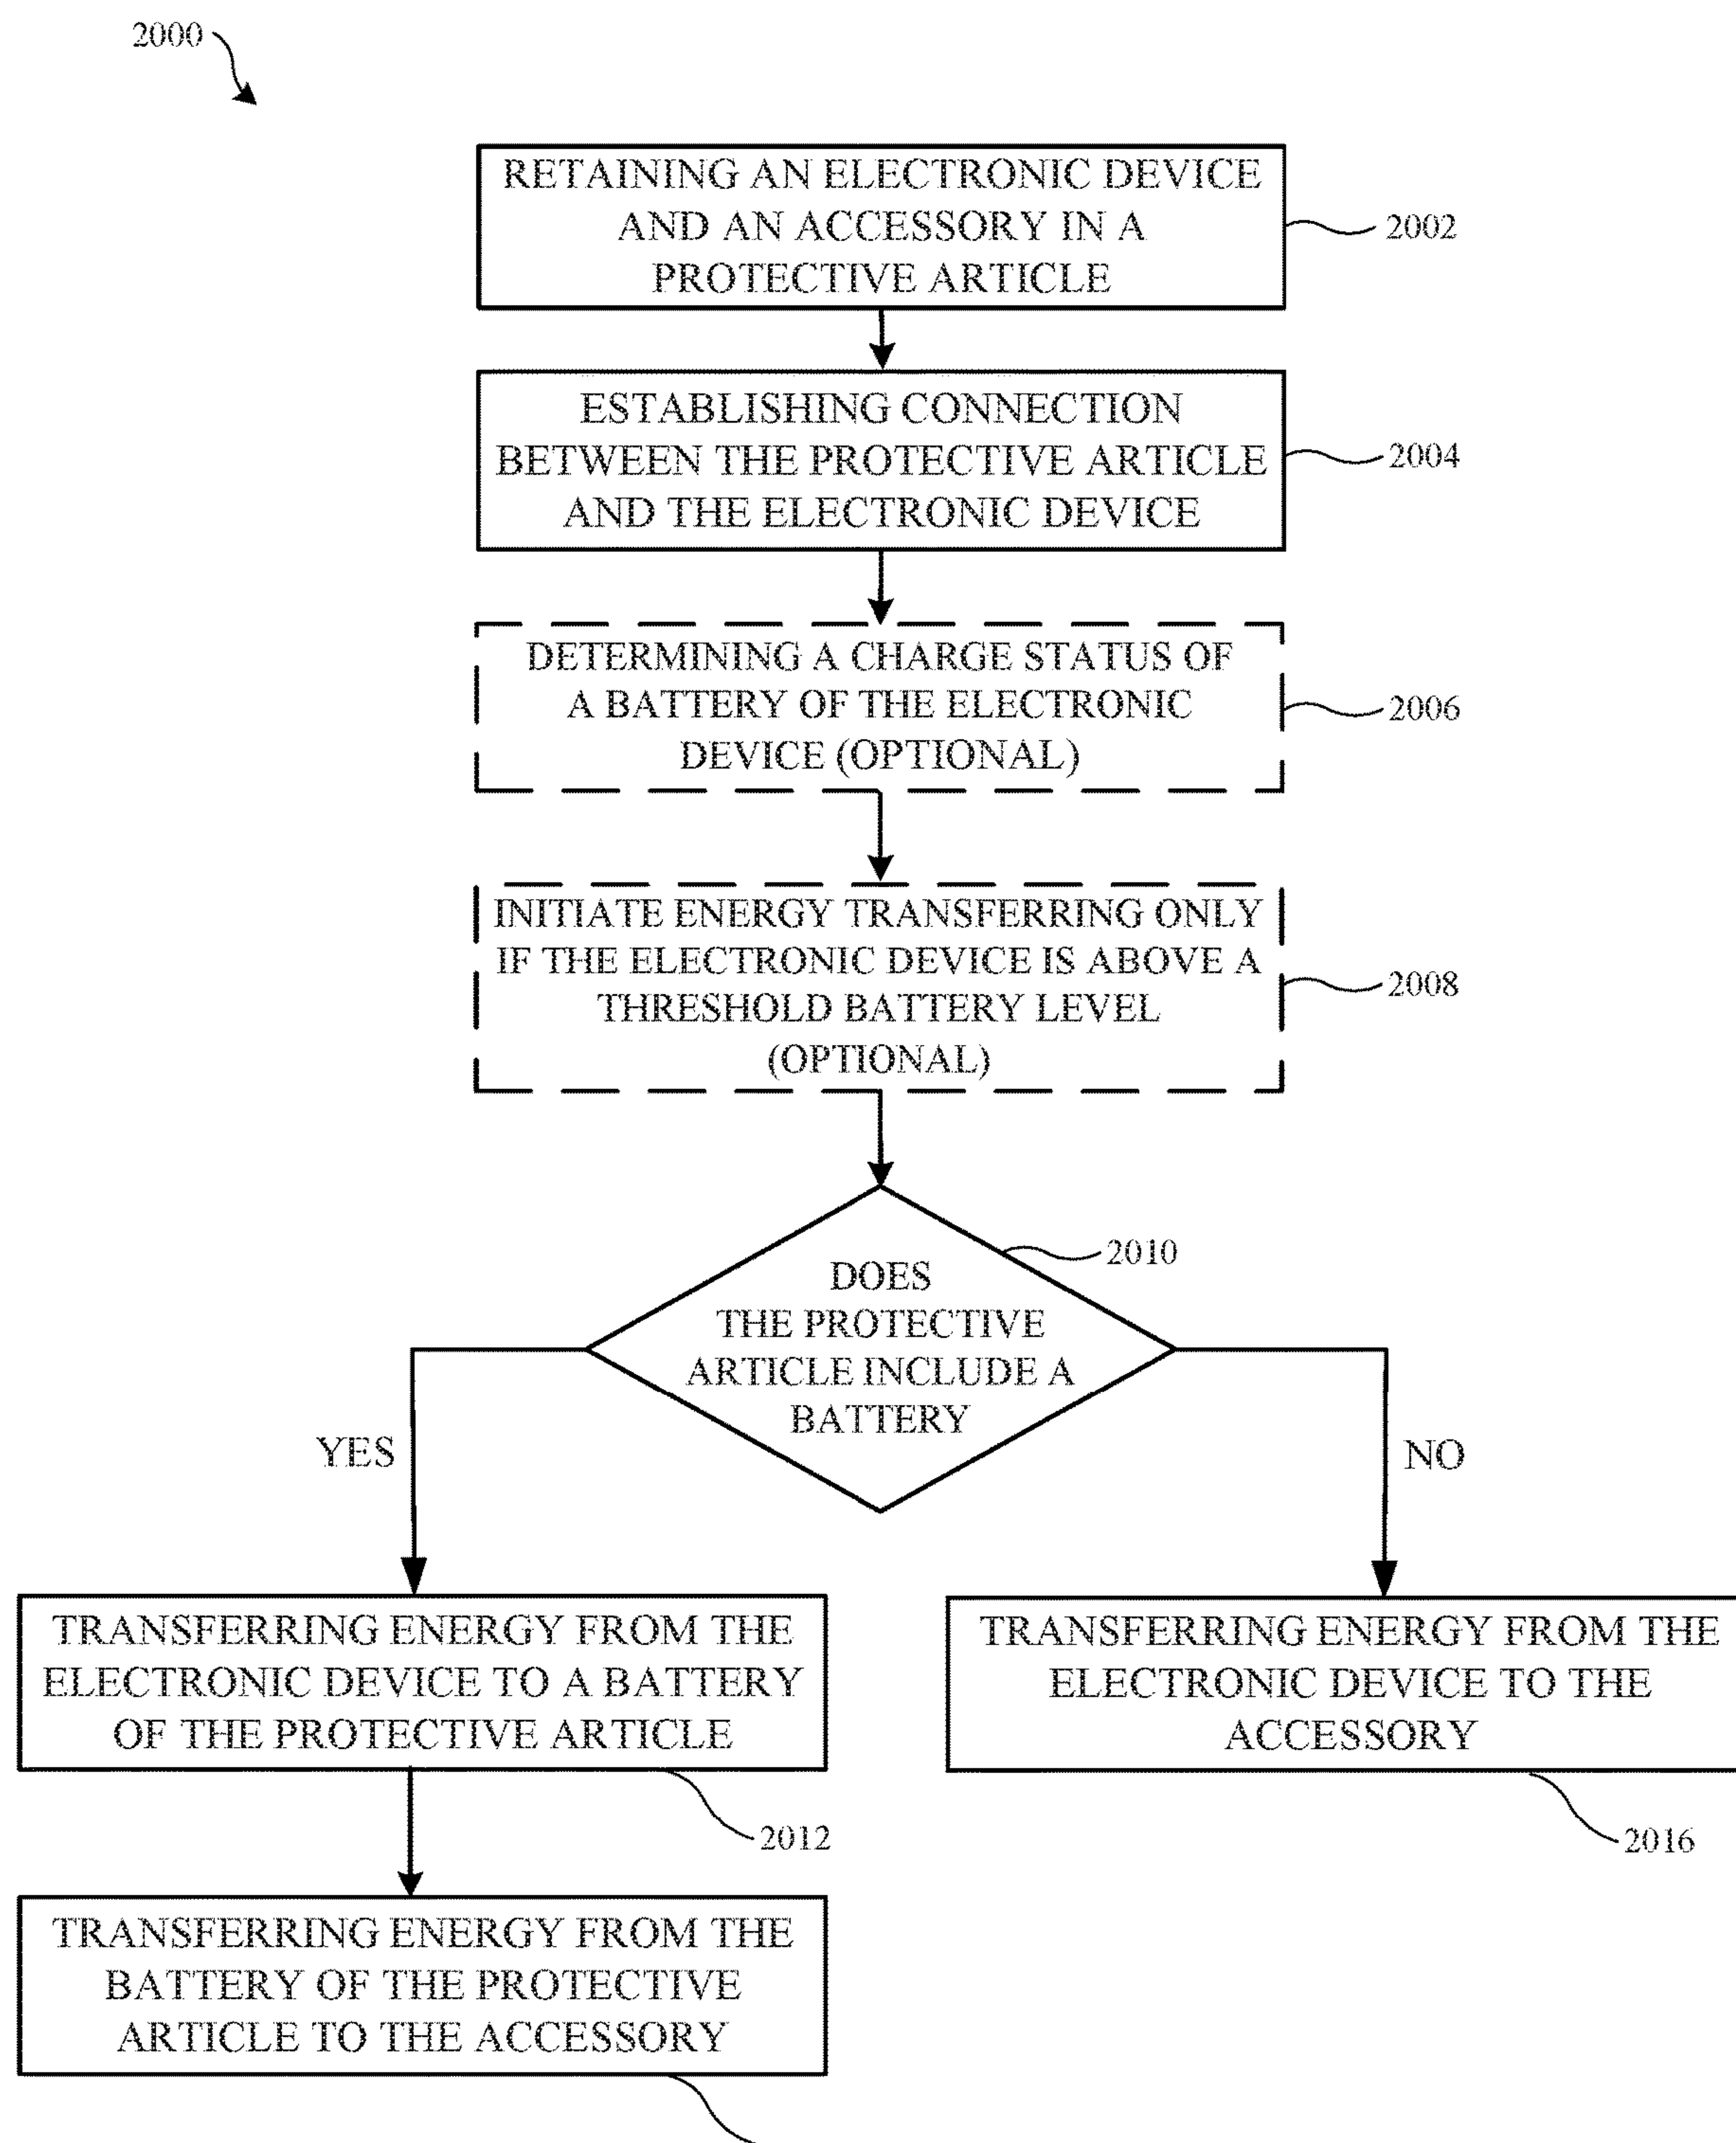 2000
RETAINING AN ELECTRONIC DEVICE
AND AN ACCESSORY IN A
PROTECTIVE ARTICLE
2002
ESTABLISHING CONNECTION
BETWEEN THE PROTECTIVE ARTICLE
AND THE ELECTRONIC DEVICE
2004
DETERMINING A CHARGE STATUS OF
A BATTERY OF THE ELECTRONIC
DEVICE (OPTIONAL)
2006
INITIATE ENERGY TRANSFERRING ONLY
IF THE ELECTRONIC DEVICE IS ABOVE A
THRESHOLD BATTERY LEVEL
(OPTIONAL)
2008
DOES
THE PROTECTIVE
ARTICLE INCLUDE A
BATTERY
2010
YES
NO
TRANSFERRING ENERGY FROM THE
ELECTRONIC DEVICE TO A BATTERY
OF THE PROTECTIVE ARTICLE
2012
TRANSFERRING ENERGY FROM THE
ELECTRONIC DEVICE TO THE
ACCESSORY
2016
TRANSFERRING ENERGY FROM THE
BATTERY OF THE PROTECTIVE
ARTICLE TO THE ACCESSORY